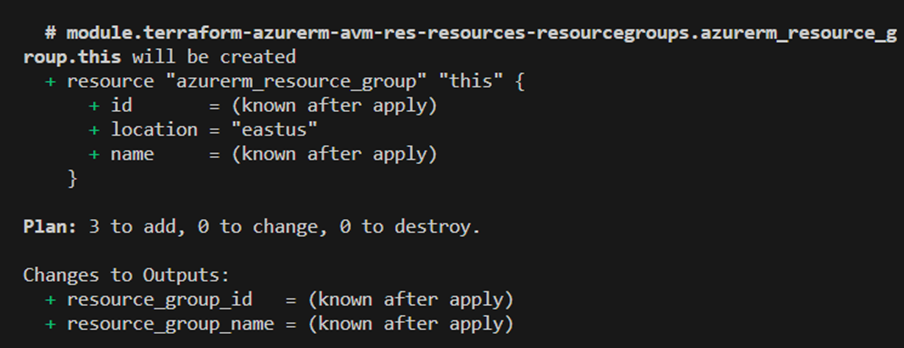 # module.terraform-azurerm-avm-res-resources-resourcegroups.azurerm_resource_g
roup.this will be created
+ resource "azurerm_resource_group" "this" {
+ id = (known after apply)
+ location = "eastus"
+ name = (known after apply)
}
Plan: 3 to add, 0 to change, 0 to destroy.
Changes to Outputs:
+ resource_group_id = (known after apply)
+ resource_group_name = (known after apply)